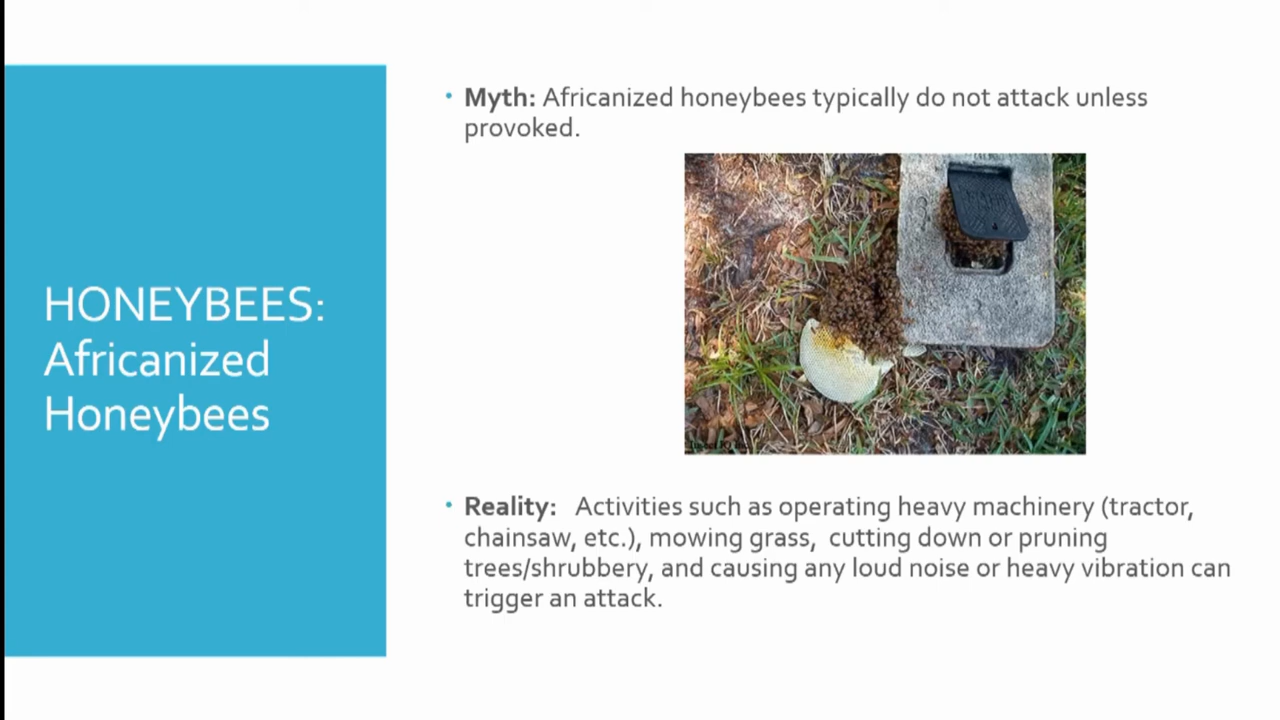 HONEYBEES:
Africanized
Honeybees
• Myth: Africanized honeybees typically do not attack unless
provoked.
• Reality:   Activities such as operating heavy machinery (tractor,
chainsaw, etc.), mowing grass,  cutting down or pruning
trees/shrubbery, and causing any loud noise or heavy vibration can
trigger an attack.